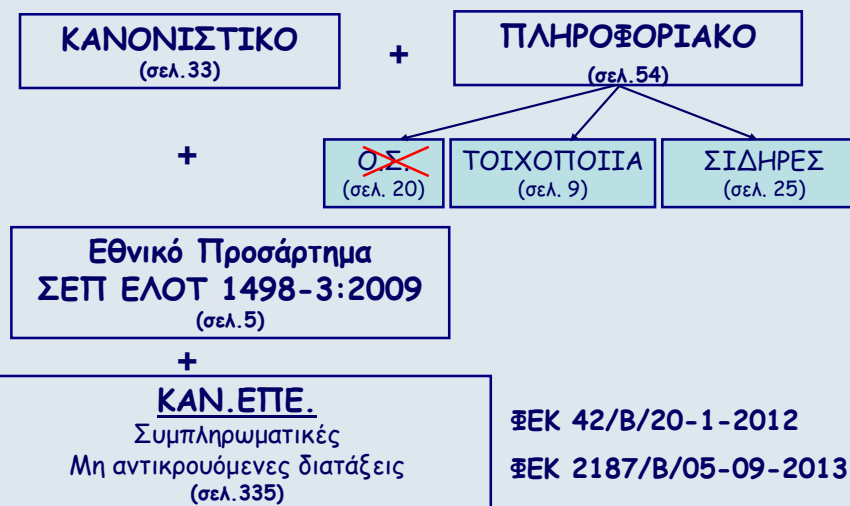 ΚΑΝΟΝΙΣΤΙΚΟ
(σελ.33)
+
ΠΛΗΡΟΦΟΡΙΑΚΟ
(σελ.54)
+
Ο.Σ.
(σελ. 20)
ΤΟΙΧΟΠΟΙΙΑ
(σελ. 9)
ΣΙΔΗΡΕΣ
(σελ. 25)
Εθνικό Προσάρτημα
ΣΕΠ ΕΛΟΤ 1498-3:2009
(σελ.5)
+
ΚΑΝ.ΕΠΕ.
Συμπληρωματικές
Μη αντικρουόμενες διατάξεις
(σελ.335)
ΦΕΚ 42/Β/20-1-2012
ΦΕΚ 2187/Β/05-09-2013